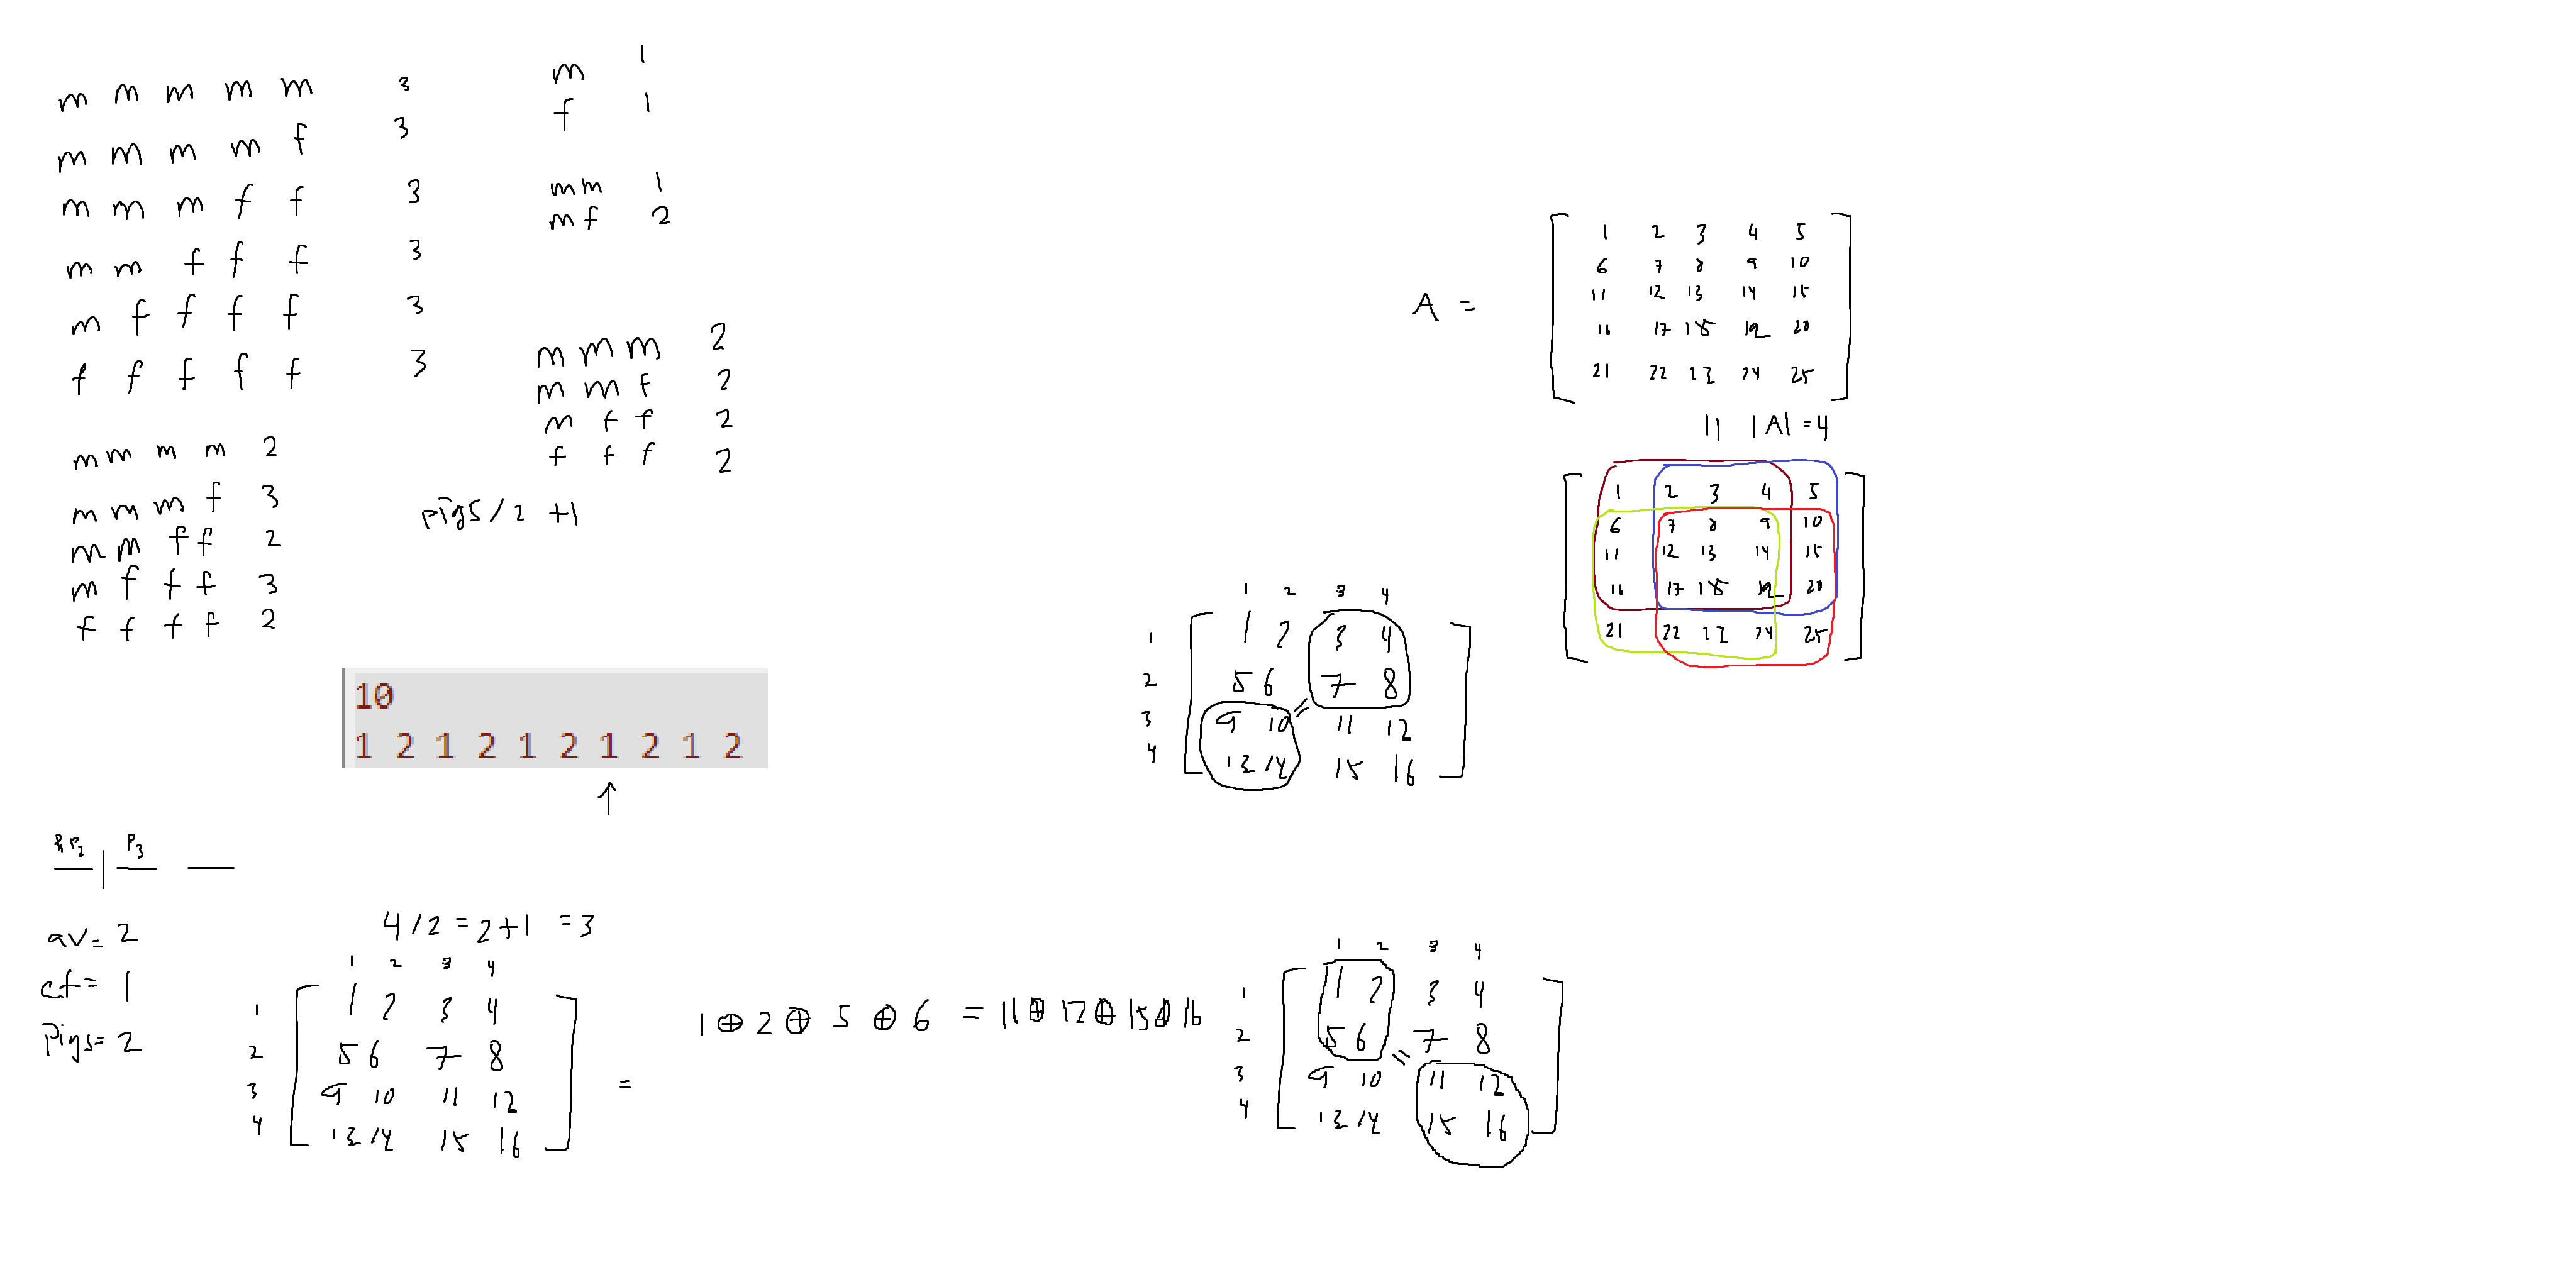 m m m m m 3
m m m m f 3
m m m f f 3
m m f f f 3
m f f f f 3
f f f f f 3
m 1
f 1
mm 1
mf 2
m m m 2
m m f 2
m f f 2
f f f 2
m m m m 2
m m m f 3
m m f f 2
m f f f 3
f f f f 2
pigs/2 +1
10
1 2 1 2 1 2 1 2 1 2
↑
P₂ P₃
av= 2
cf= 1
Pigs= 2
4/2 = 2+1 = 3
1 2 3 4
1 1 2 3 4
2 5 6 7 8
3 9 10 11 12
4 13 14 15 16
=
1 ⊕ 2 ⊕ 5 ⊕ 6 = 11 ⊕ 12 ⊕ 15 ⊕ 16
1 2 3 4
1 1 2 3 4
2 5 6 = 7 8
3 9 10 11 12
4 13 14 15 16
1 2 3 4
1 1 2 3 4
2 5 6 7 8
3 9 10 = 11 12
4 13 14 15 16
A =
1 2 3 4 5
6 7 8 9 10
11 12 13 14 15
16 17 18 19 20
21 22 23 24 25
|| |A| = 4
1 2 3 4 5
6 7 8 9 10
11 12 13 14 15
16 17 18 19 20
21 22 23 24 25